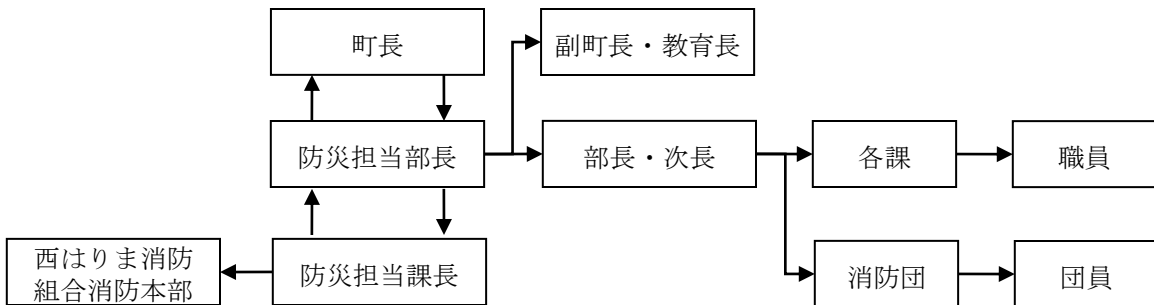 町長
副町長・教育長
防災担当部長
部長・次長
各課
職員
西はりま消防
組合消防本部
防災担当課長
消防団
団員